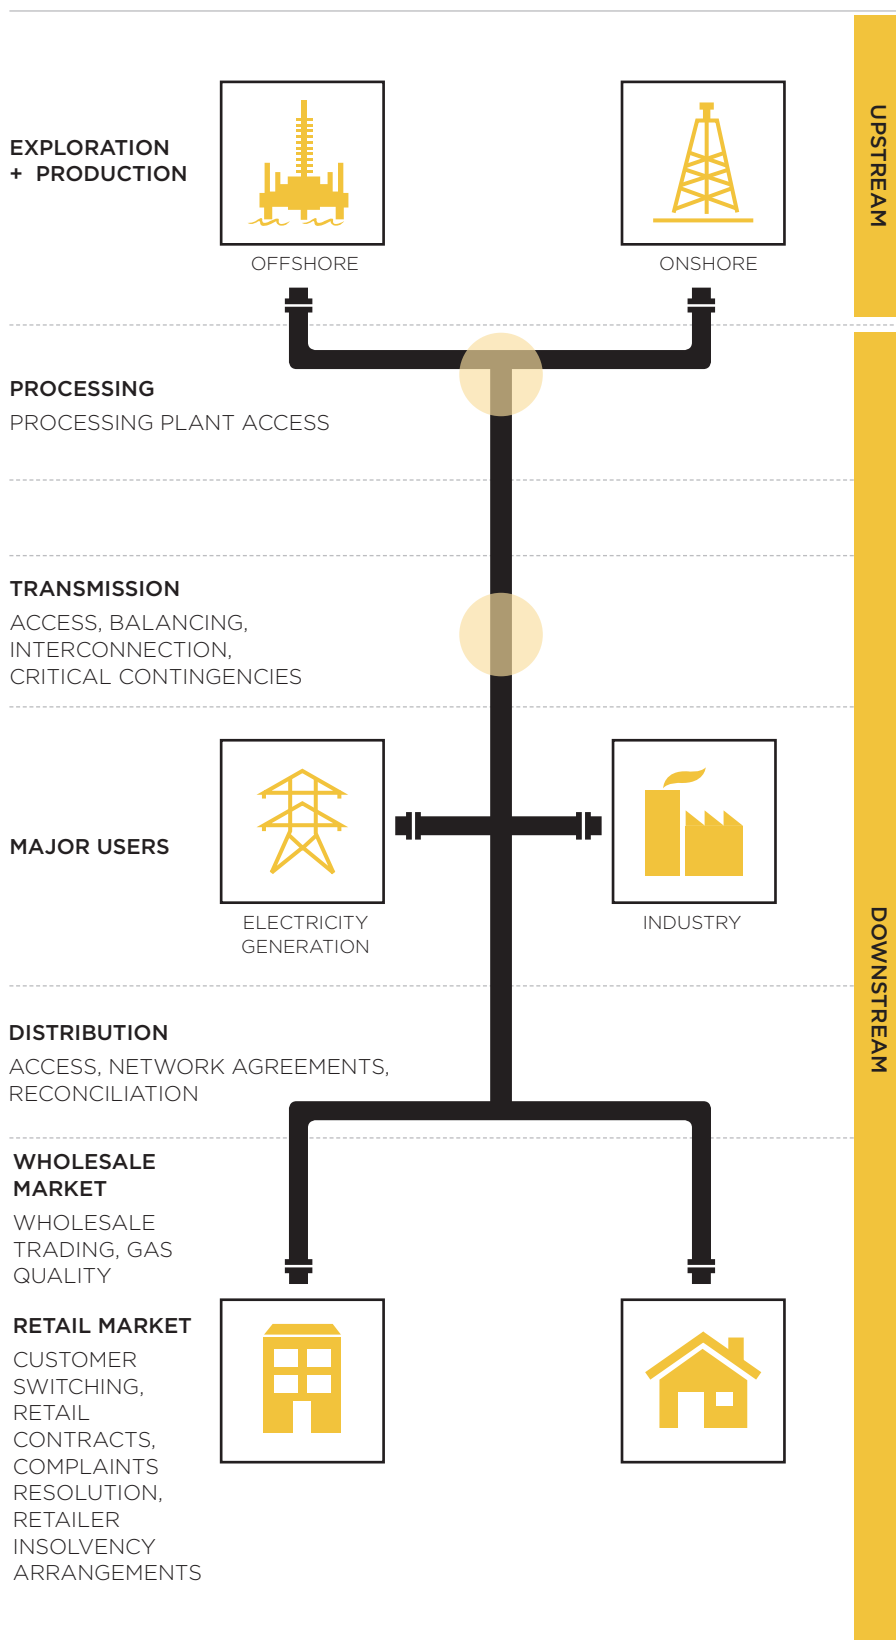 UPSTREAM
EXPLORATION
+ PRODUCTION
OFFSHORE
ONSHORE
DOWNSTREAM
PROCESSING
PROCESSING PLANT ACCESS
TRANSMISSION
ACCESS, BALANCING,
INTERCONNECTION,
CRITICAL CONTINGENCIES
MAJOR USERS
ELECTRICITY
GENERATION
INDUSTRY
DISTRIBUTION
ACCESS, NETWORK AGREEMENTS,
RECONCILIATION
WHOLESALE
MARKET
WHOLESALE
TRADING, GAS
QUALITY
RETAIL MARKET
CUSTOMER
SWITCHING,
RETAIL
CONTRACTS,
COMPLAINTS
RESOLUTION,
RETAILER
INSOLVENCY
ARRANGEMENTS